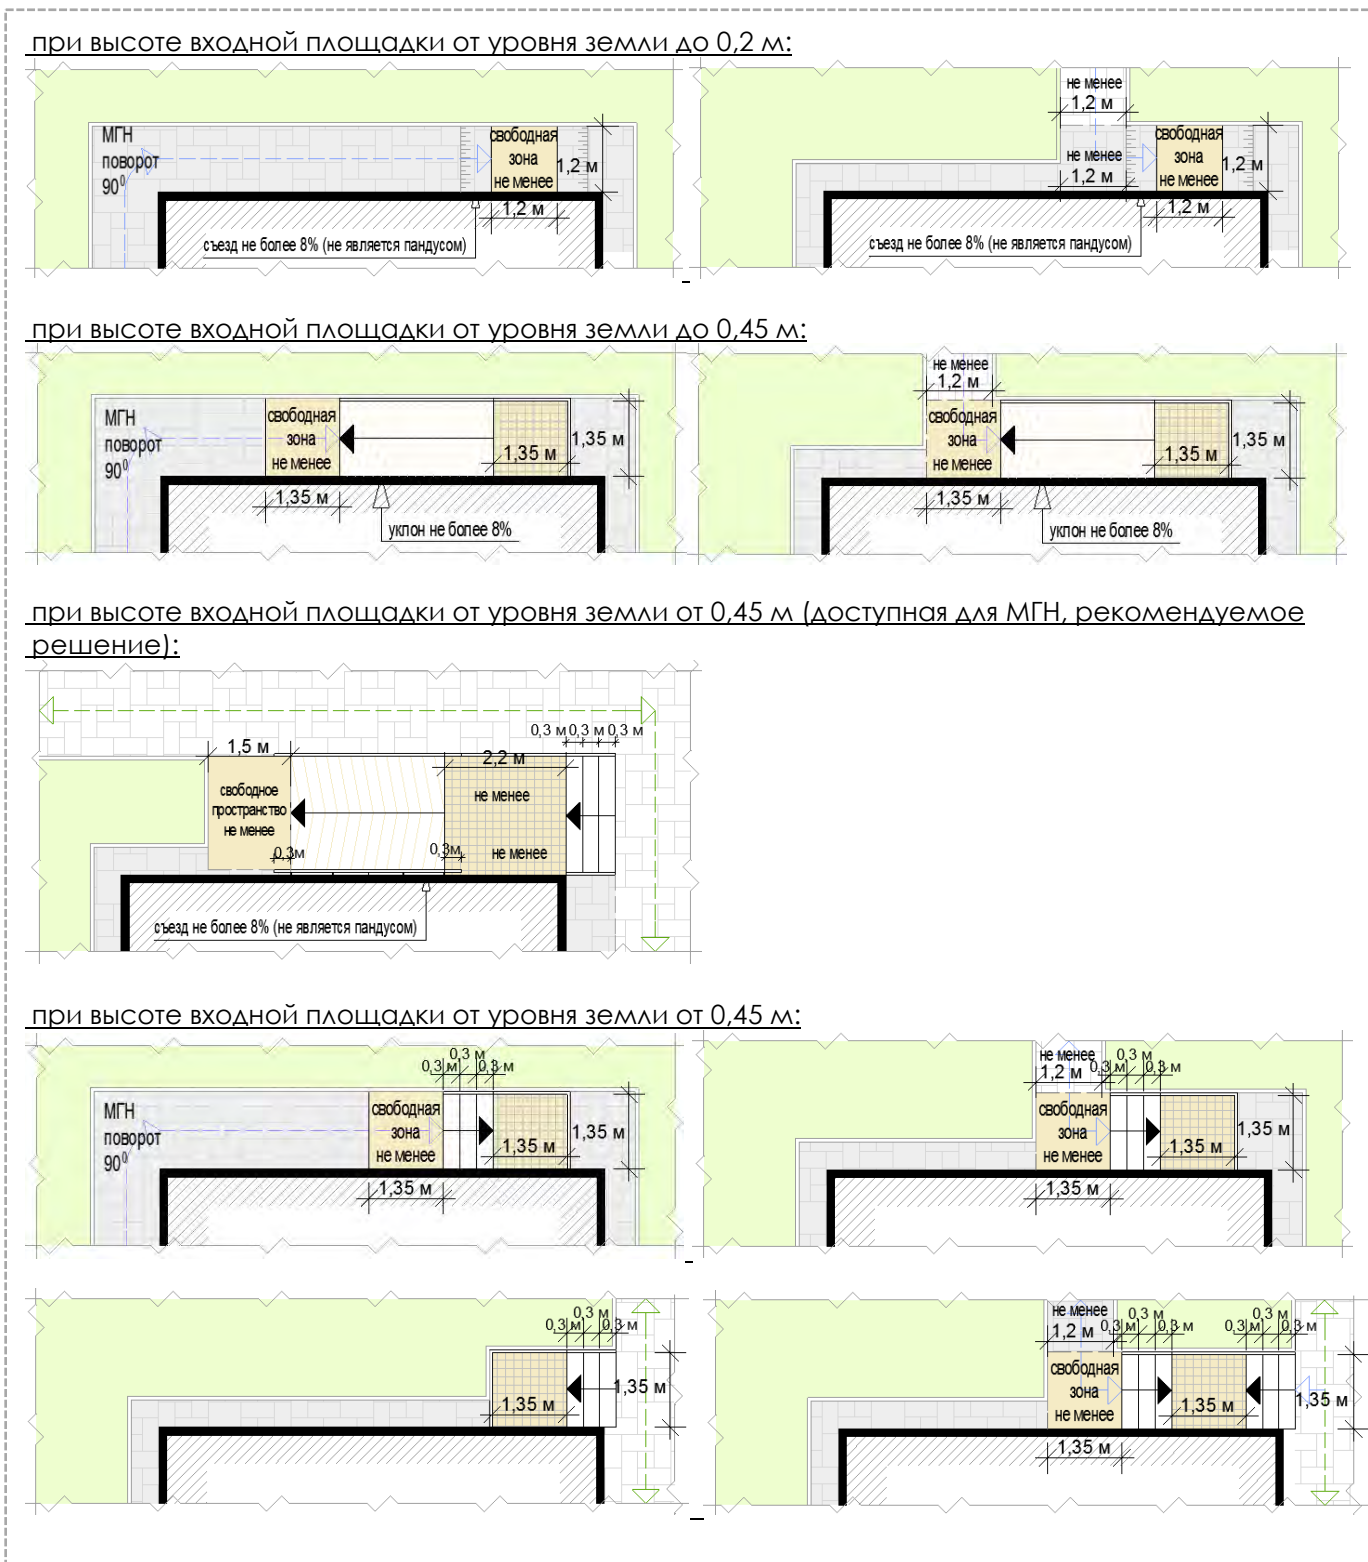 при высоте входной площадки от уровня земли до 0,2 м:
МГН
поворот
90⁰
свободная
зона
не менее
1,2 м
1,2 м
съезд не более 8% (не является пандусом)
не менее
1,2 м
не менее
1,2 м
свободная
зона
не менее
1,2 м
1,2 м
съезд не более 8% (не является пандусом)
при высоте входной площадки от уровня земли до 0,45 м:
МГН
поворот
90⁰
свободная
зона
не менее
1,35 м
1,35 м
1,35 м
уклон не более 8%
не менее
1,2 м
свободная
зона
не менее
1,35 м
1,35 м
1,35 м
уклон не более 8%
при высоте входной площадки от уровня земли от 0,45 м (доступная для МГН, рекомендуемое
решение):
0,3 м 0,3 м 0,3 м
1,5 м
2,2 м
свободное
пространство
не менее
не менее
0,3м
0,3м
не менее
съезд не более 8% (не является пандусом)
при высоте входной площадки от уровня земли от 0,45 м:
0,3 м
0,3 м 0,3 м
МГН
поворот
90⁰
свободная
зона
не менее
1,35 м
1,35 м
1,35 м
не менее
1,2 м
0,3 м
0,3 м 0,3 м
свободная
зона
не менее
1,35 м
1,35 м
1,35 м
0,3 м
0,3 м 0,3 м
1,35 м
1,35 м
не менее
1,2 м
0,3 м
0,3 м 0,3 м
0,3 м
0,3 м 0,3 м
свободная
зона
не менее
1,35 м
1,35 м
1,35 м